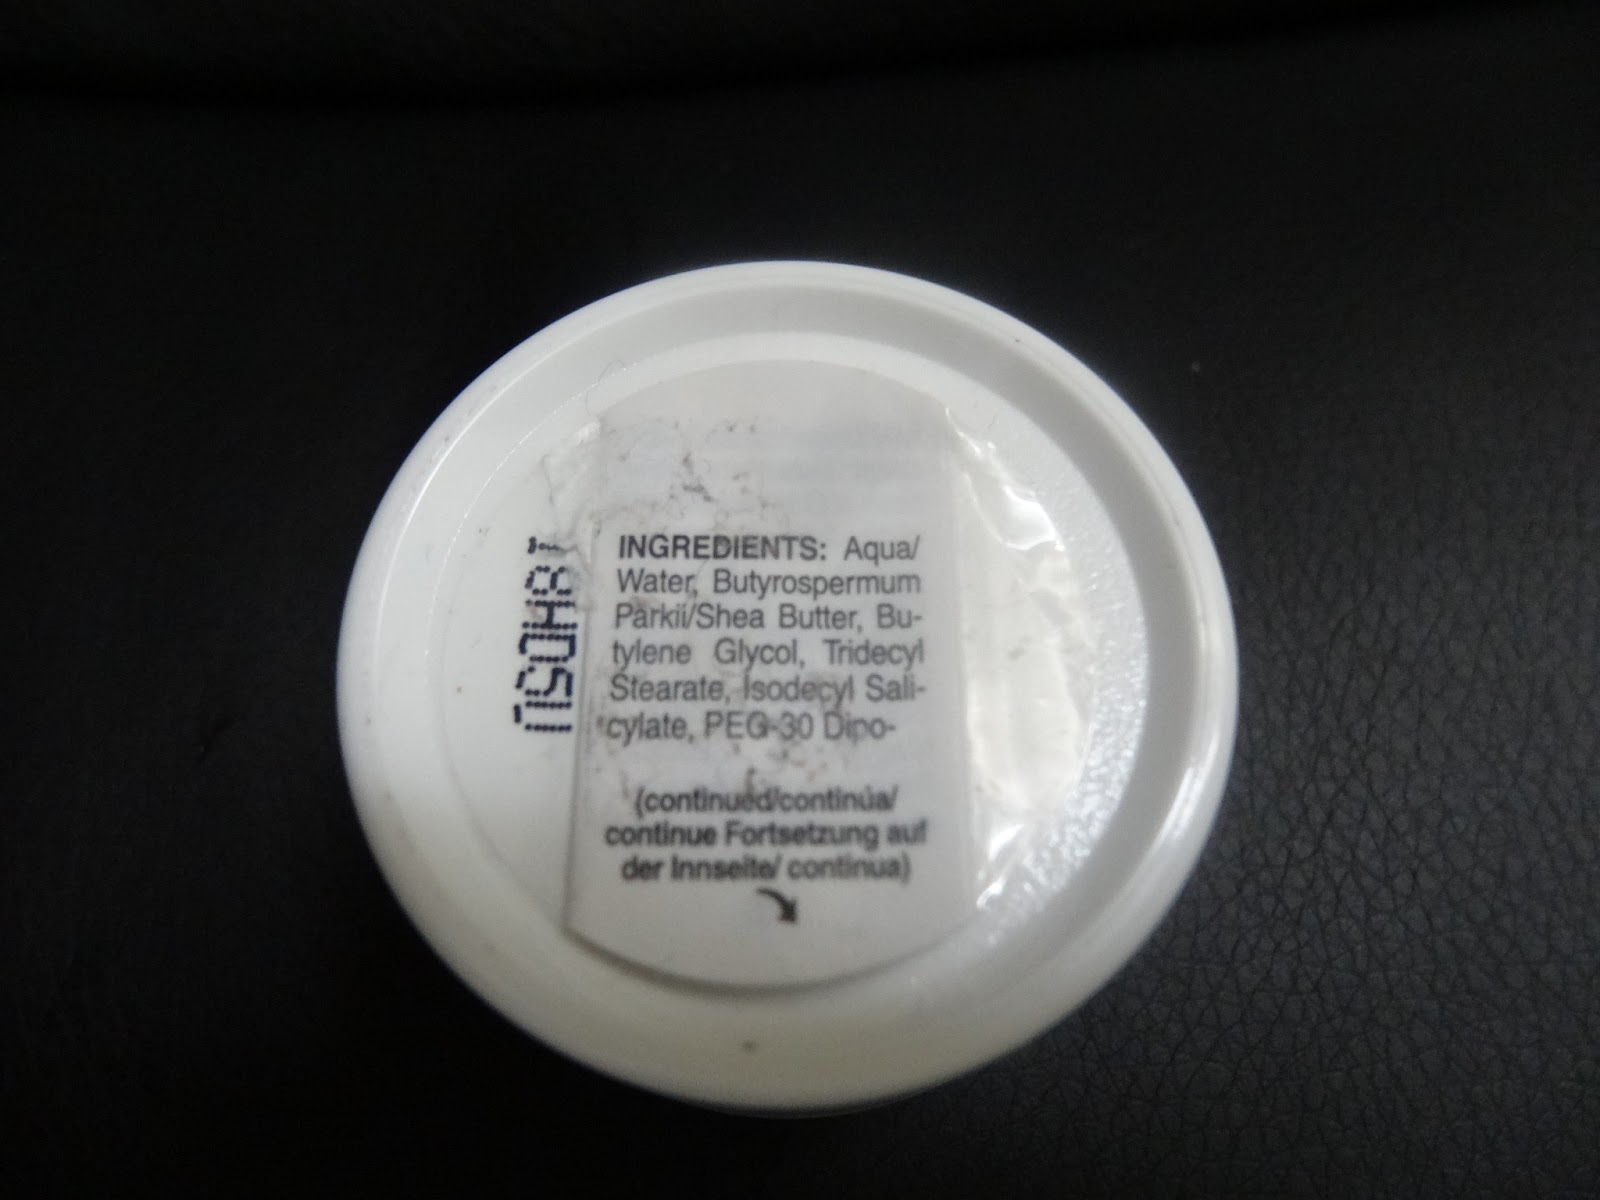 INGREDIENTS: Aqua/
Water, Butyrospermum
Parkii/Shea Butter, Bu-
tylene Glycol, Tridecyl
Stearate, Isodecyl Sali-
cylate, PEG-30 Dipo-
(continued/continúa/
continue Fortsetzung auf
der Innseite/ continua)